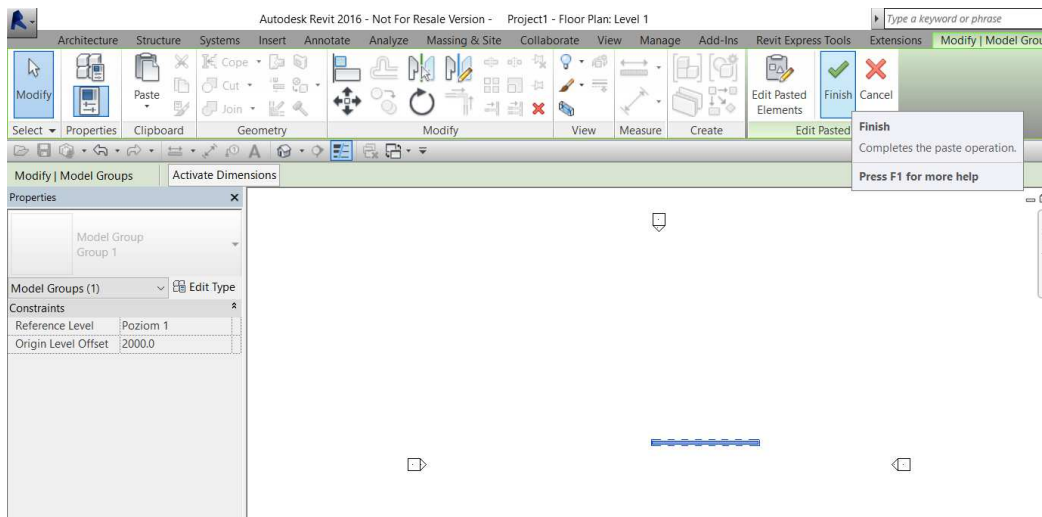 Autodesk Revit 2016 - Not For Resale Version - Project1 - Floor Plan: Level 1
Type a keyword or phrase
Architecture Structure Systems Insert Annotate Analyze Massing & Site Collaborate View Manage Add-Ins Revit Express Tools Extensions Modify | Model Grou
Modify
Paste
Cope
Cut
Join
Edit Pasted
Elements
Finish
Cancel
Select Properties Clipboard Geometry Modify View Measure Create Edit Pasted
Finish
Completes the paste operation.
Press F1 for more help
Modify | Model Groups Activate Dimensions
Properties
Model Group
Group 1
Model Groups (1) Edit Type
Constraints
Reference Level Poziom 1
Origin Level Offset 2000.0